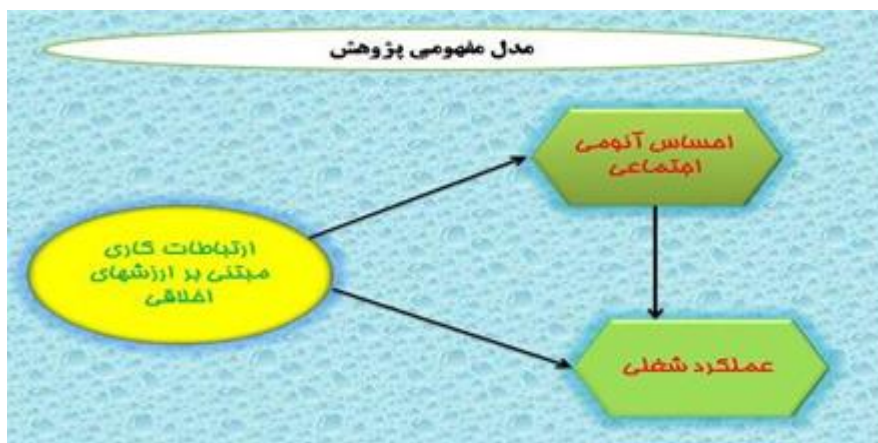 مدل مفهومی پژوهش
احساس آنومی
اجتماعی
ارتباطات کاری
مبتنی بر ارزشهای
اخلاقی
عملکرد شغلی